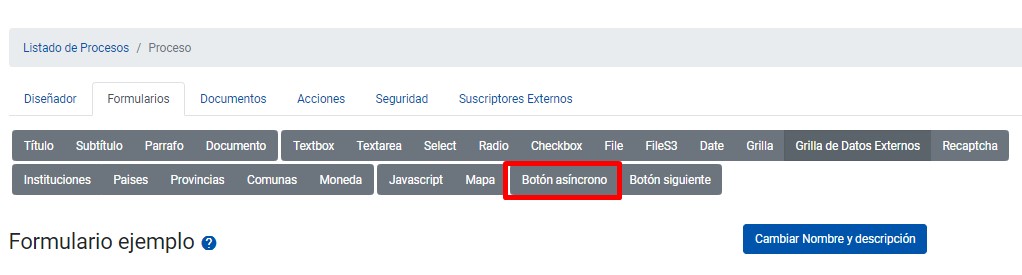 Listado de Procesos / Proceso
Diseñador Formularios Documentos Acciones Seguridad Suscriptores Externos
Título Subtítulo Parrafo Documento Textbox Textarea Select Radio Checkbox File FileS3 Date Grilla Grilla de Datos Externos Recaptcha
Instituciones Paises Provincias Comunas Moneda Javascript Mapa Botón asíncrono Botón siguiente
Formulario ejemplo ? Cambiar Nombre y descripción